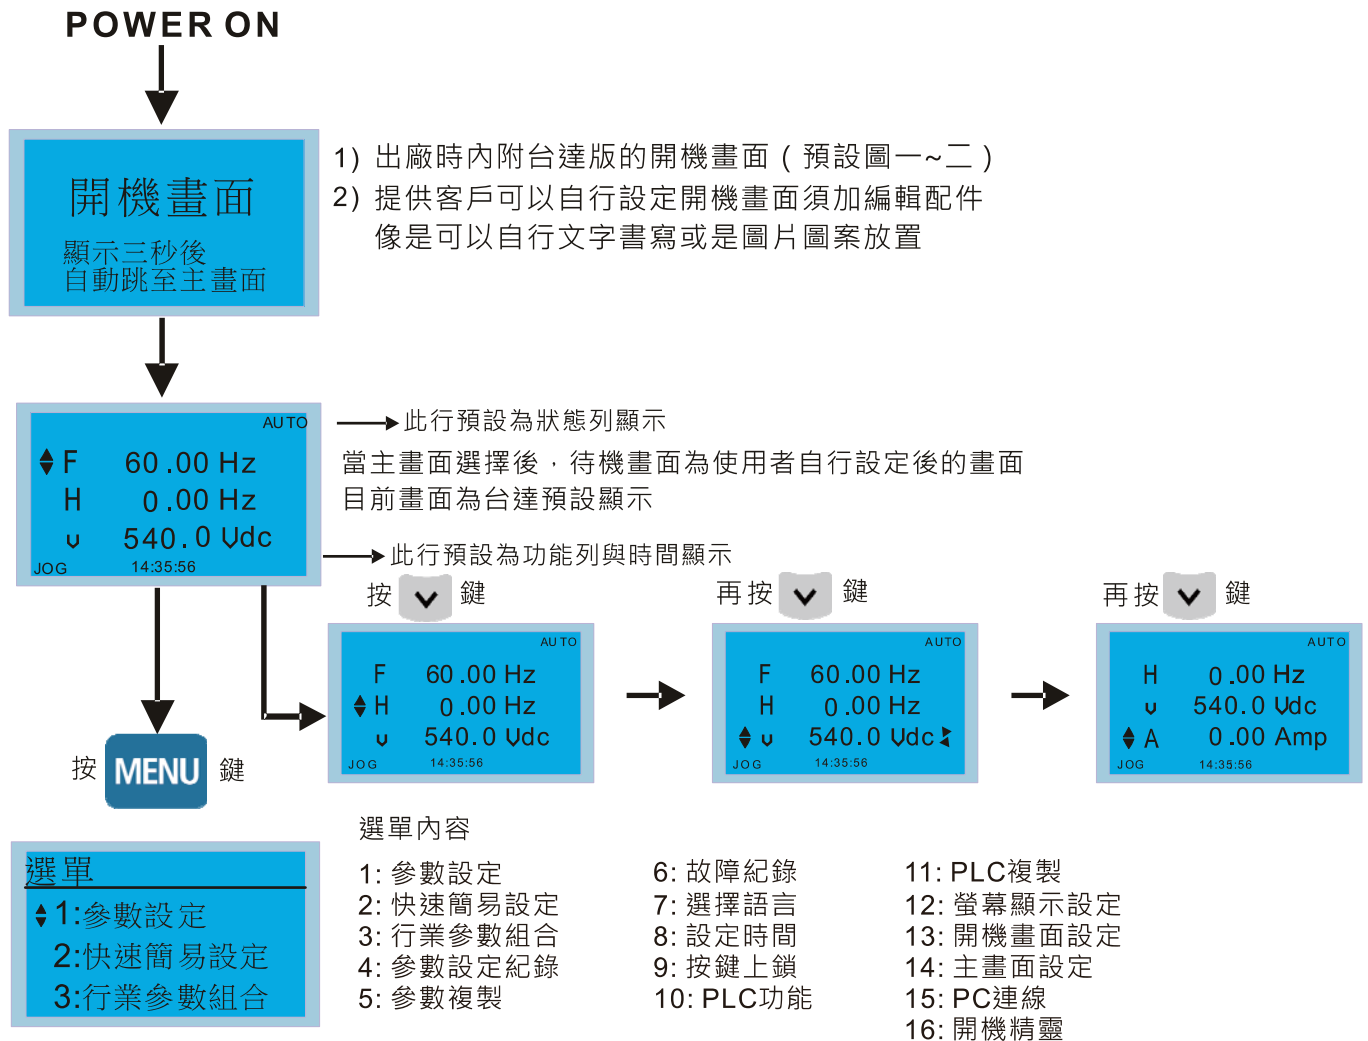 POWER ON
開機畫面
顯示三秒後
自動跳至主畫面
1) 出廠時內附台達版的開機畫面 ( 預設圖一~二 )
2) 提供客戶可以自行設定開機畫面須加編輯配件
像是可以自行文字書寫或是圖片圖案放置
AUTO
F 60.00 Hz
H 0.00 Hz
υ 540.0 Vdc
JOG 14:35:56
此行預設為狀態列顯示
當主畫面選擇後，待機畫面為使用者自行設定後的畫面
目前畫面為台達預設顯示
此行預設為功能列與時間顯示
按 鍵
AUTO
F 60.00 Hz
H 0.00 Hz
υ 540.0 Vdc
JOG 14:35:56
再按 鍵
AUTO
F 60.00 Hz
H 0.00 Hz
υ 540.0 Vdc
JOG 14:35:56
再按 鍵
AUTO
H 0.00 Hz
υ 540.0 Vdc
A 0.00 Amp
JOG 14:35:56
按 MENU 鍵
選單
1:參數設定
2:快速簡易設定
3:行業參數組合
選單內容
1: 參數設定
2: 快速簡易設定
3: 行業參數組合
4: 參數設定紀錄
5: 參數複製
6: 故障紀錄
7: 選擇語言
8: 設定時間
9: 按鍵上鎖
10: PLC功能
11: PLC複製
12: 螢幕顯示設定
13: 開機畫面設定
14: 主畫面設定
15: PC連線
16: 開機精靈